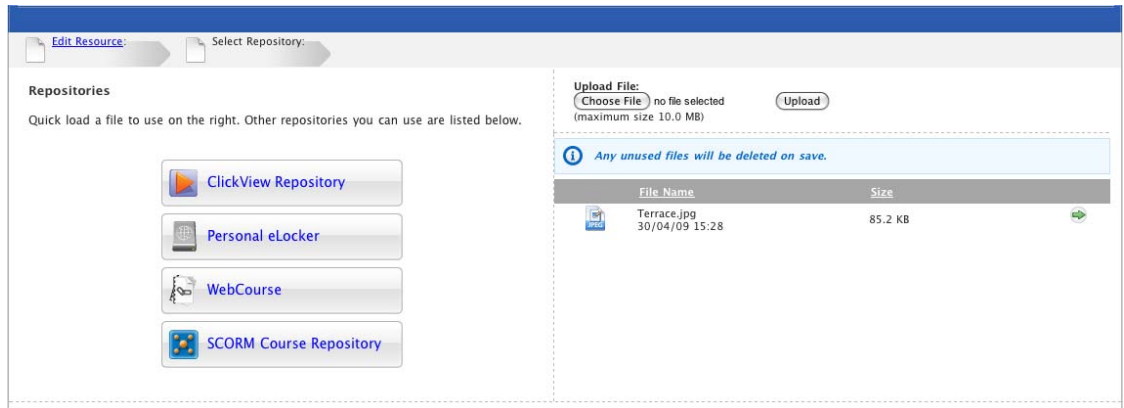 Edit Resource:
Select Repository:
Repositories
Quick load a file to use on the right. Other repositories you can use are listed below.
ClickView Repository
Personal eLocker
WebCourse
SCORM Course Repository
Upload File:
Choose File no file selected Upload
(maximum size 10.0 MB)
Any unused files will be deleted on save.
File Name Size
JPEG
Terrace.jpg
30/04/09 15:28
85.2 KB